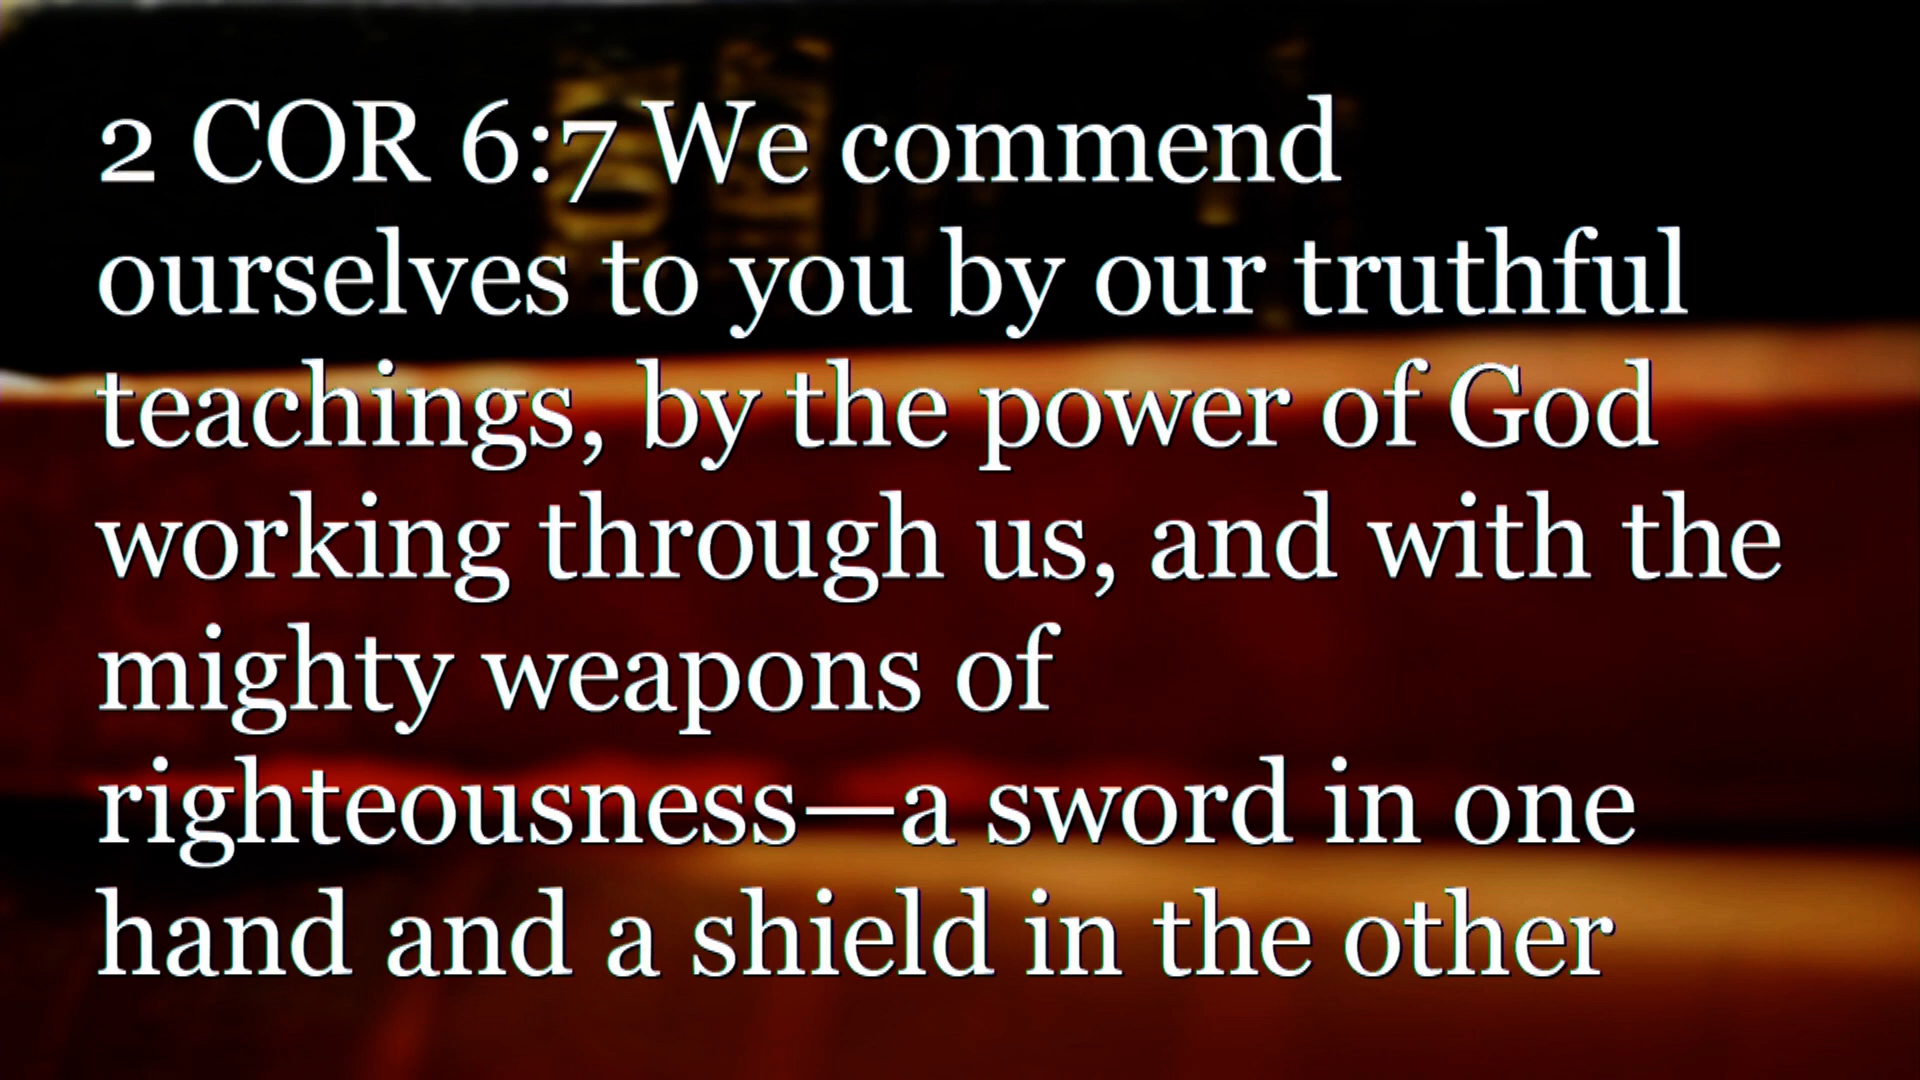 2 COR 6:7 We commend
ourselves to you by our truthful
teachings, by the power of God
working through us, and with the
mighty weapons of
righteousness—a sword in one
hand and a shield in the other